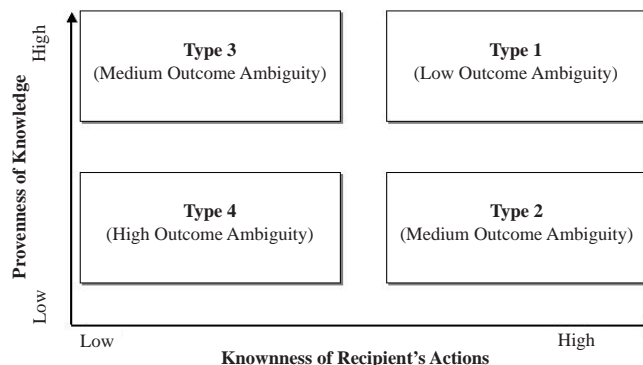 High
Type 3
(Medium Outcome Ambiguity)
Type 1
(Low Outcome Ambiguity)
Provenness of Knowledge
Type 4
(High Outcome Ambiguity)
Type 2
(Medium Outcome Ambiguity)
Low
Low
High
Knownness of Recipient's Actions